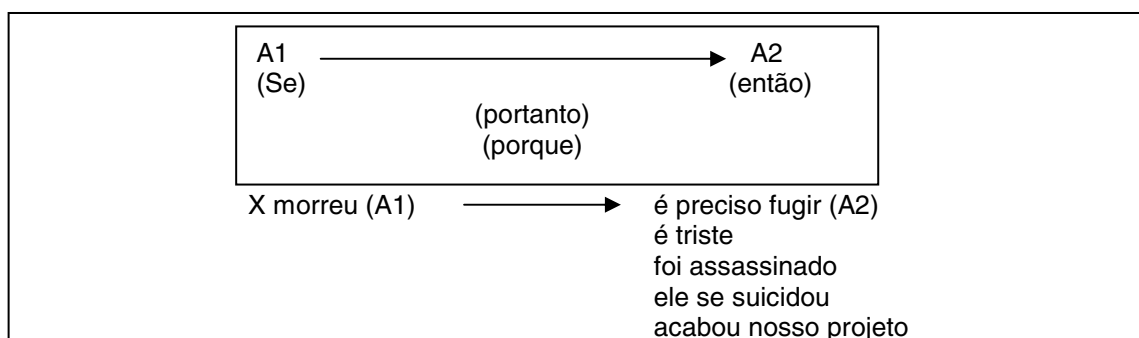 A1 A2
(Se) (então)
(portanto)
(porque)
X morreu (A1) é preciso fugir (A2)
é triste
foi assassinado
ele se suicidou
acabou nosso projeto